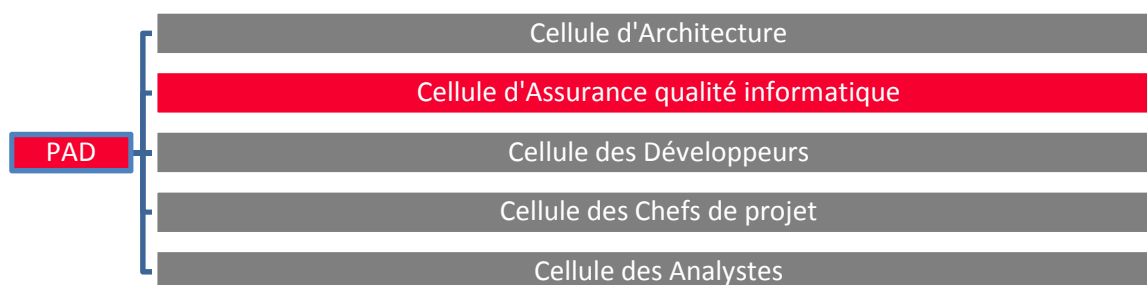 Cellule d'Architecture
Cellule d'Assurance qualité informatique
PAD
Cellule des Développeurs
Cellule des Chefs de projet
Cellule des Analystes